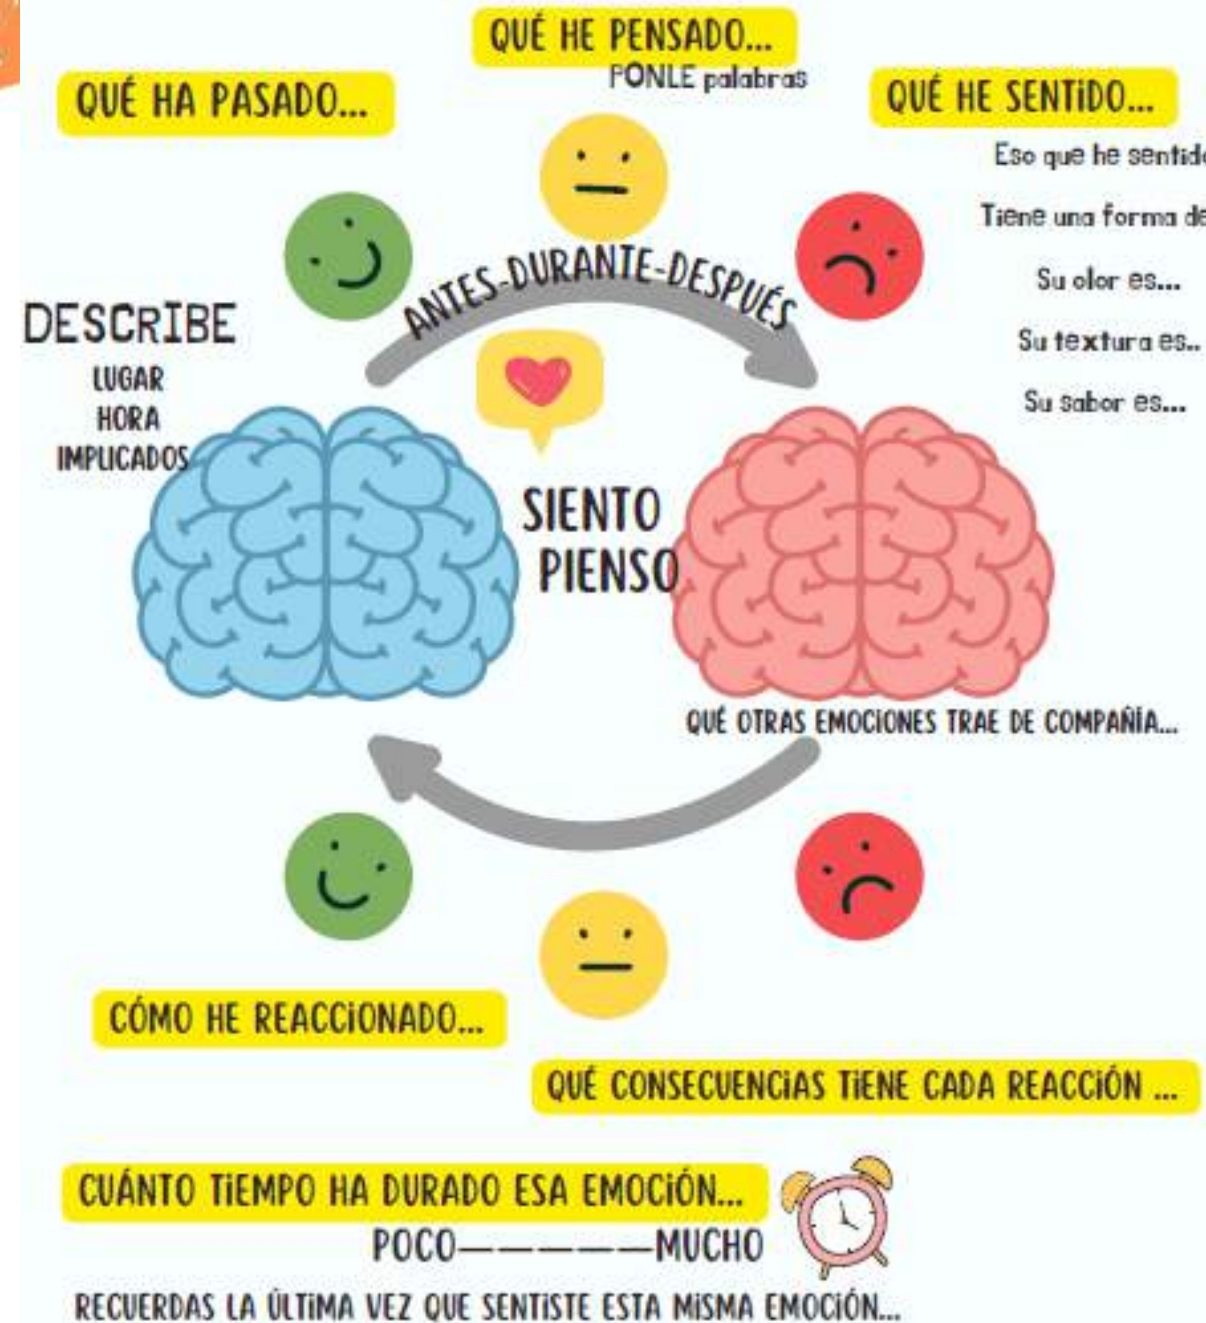 QUÉ HE PENSADO...
PONLE palabras
QUÉ HA PASADO...
QUÉ HE SENTIDO...
Eso que he sentido
Tiene una forma de
Su olor es...
Su textura es..
Su sabor es...
ANTES-DURANTE-DESPUÉS
DESCRIBE
LUGAR
HORA
IMPLICADOS
SIENTO
PIENSO
QUÉ OTRAS EMOCIONES TRAE DE COMPAÑÍA...
CÓMO HE REACCIONADO...
QUÉ CONSECUENCIAS TIENE CADA REACCIÓN ...
CUÁNTO TIEMPO HA DURADO ESA EMOCIÓN...
POCO—————MUCHO
RECUERDAS LA ÚLTIMA VEZ QUE SENTISTE ESTA MISMA EMOCIÓN...